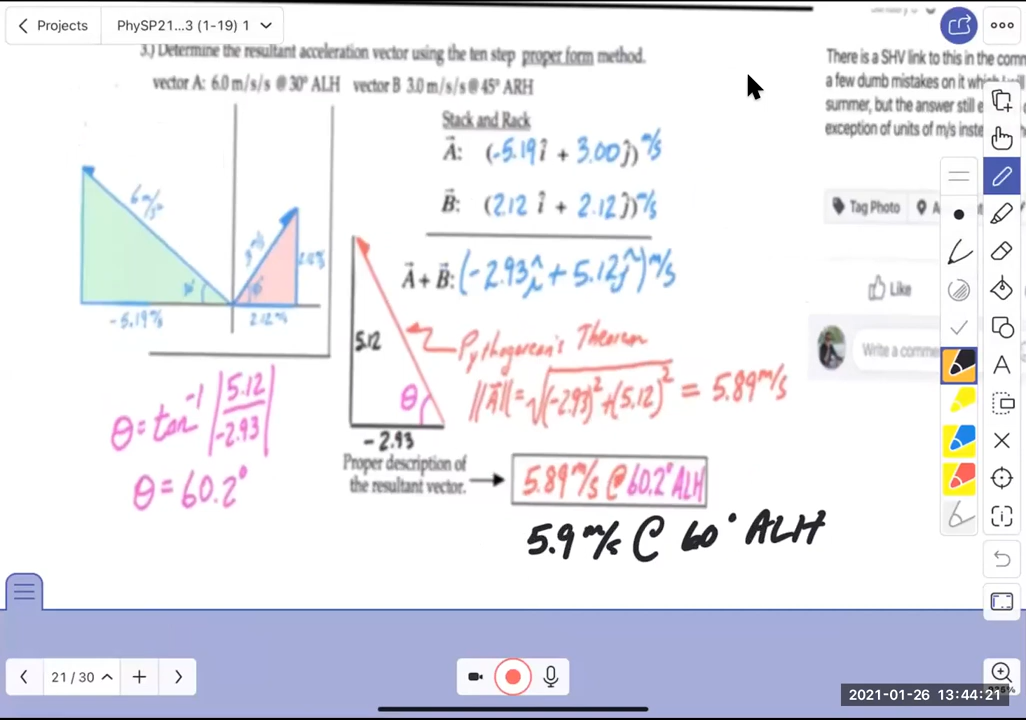 Projects
PhySP21...3 (1-19) 1
3.) Determine the resultant acceleration vector using the ten step proper form method.
vector A: 6.0 m/s/s @ 30° ALH vector B 3.0 m/s/s @ 45° ARH
Stack and Rack
A: (-5.19î + 3.00ĵ) m/s
B: (2.12 î + 2.12ĵ) m/s
A + B: (-2.93î + 5.12ĵ) m/s
6 m/s
3 m/s
-5.19 m/s
2.12 m/s
5.12
θ
-2.93
Pythagorean's Theorem
||A|| = √(-2.93)² + (5.12)² = 5.89 m/s
θ = tan⁻¹ |5.12/-2.93|
θ = 60.2°
Proper description of
the resultant vector.
5.89 m/s @ 60.2° ALH
5.9 m/s @ 60° ALH
There is a SHV link to this in the comm
a few dumb mistakes on it
summer, but the answer still
exception of units of m/s inste
Tag Photo
Like
Write a comme
A
21 / 30
2021-01-26 13:44:21